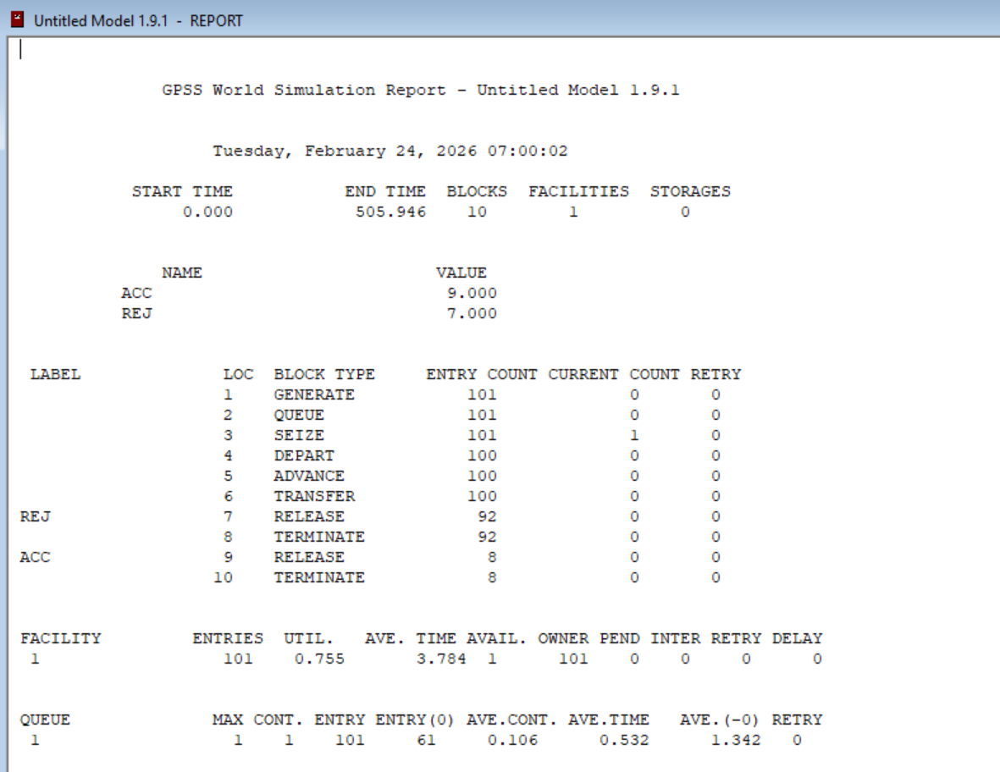 Untitled Model 1.9.1 - REPORT
GPSS World Simulation Report - Untitled Model 1.9.1
Tuesday, February 24, 2026 07:00:02
START TIME END TIME BLOCKS FACILITIES STORAGES
0.000 505.946 10 1 0
NAME VALUE
ACC 9.000
REJ 7.000
LABEL LOC BLOCK TYPE ENTRY COUNT CURRENT COUNT RETRY
1 GENERATE 101 0 0
2 QUEUE 101 0 0
3 SEIZE 101 1 0
4 DEPART 100 0 0
5 ADVANCE 100 0 0
6 TRANSFER 100 0 0
REJ 7 RELEASE 92 0 0
8 TERMINATE 92 0 0
ACC 9 RELEASE 8 0 0
10 TERMINATE 8 0 0
FACILITY ENTRIES UTIL. AVE. TIME AVAIL. OWNER PEND INTER RETRY DELAY
1 101 0.755 3.784 1 101 0 0 0 0
QUEUE MAX CONT. ENTRY ENTRY(0) AVE.CONT. AVE.TIME AVE.(-0) RETRY
1 1 1 101 61 0.106 0.532 1.342 0